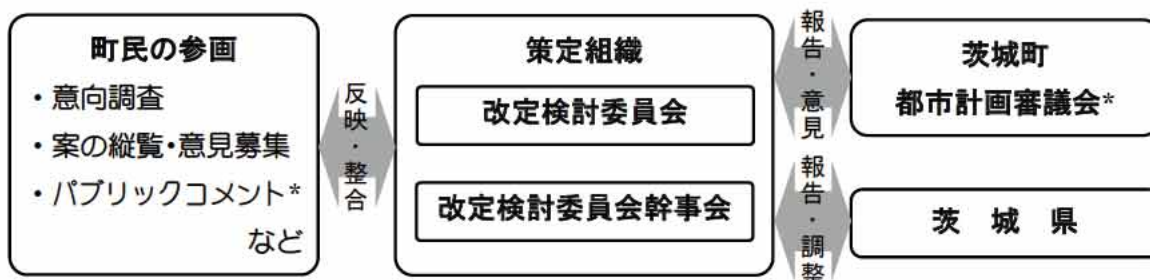 町民の参画
・意向調査
・案の縦覧・意見募集
・パブリックコメント*
など
反映・整合
策定組織
改定検討委員会
改定検討委員会幹事会
報告・意見
茨城町
都市計画審議会*
報告・調整
茨 城 県